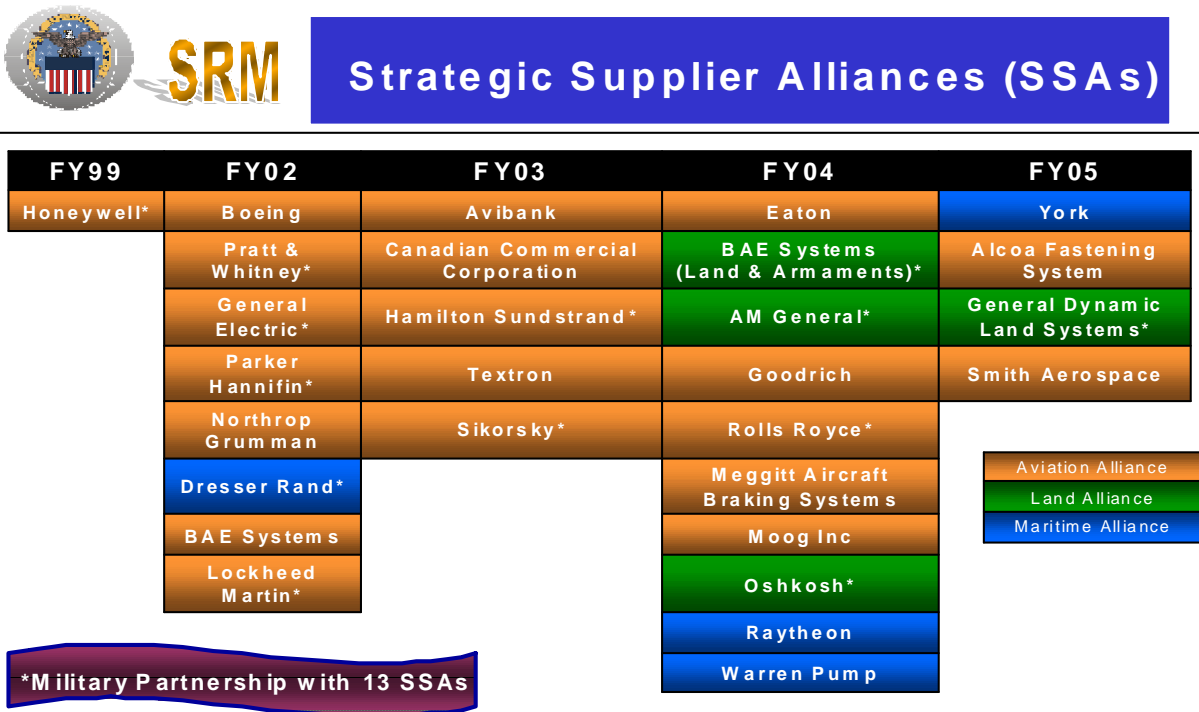 SRM
Strategic Supplier Alliances (SSAs)
FY99 FY02 FY03 FY04 FY05
Honeywell*
Boeing
Pratt &
Whitney*
General
Electric*
Parker
Hannifin*
Northrop
Grumman
Dresser Rand*
BAE Systems
Lockheed
Martin*
Avibank
Canadian Commercial
Corporation
Hamilton Sundstrand*
Textron
Sikorsky*
Eaton
BAE Systems
(Land & Armaments)*
AM General*
Goodrich
Rolls Royce*
Meggitt Aircraft
Braking Systems
Moog Inc
Oshkosh*
Raytheon
Warren Pump
York
Alcoa Fastening
System
General Dynamic
Land Systems*
Smith Aerospace
Aviation Alliance
Land Alliance
Maritime Alliance
*Military Partnership with 13 SSAs